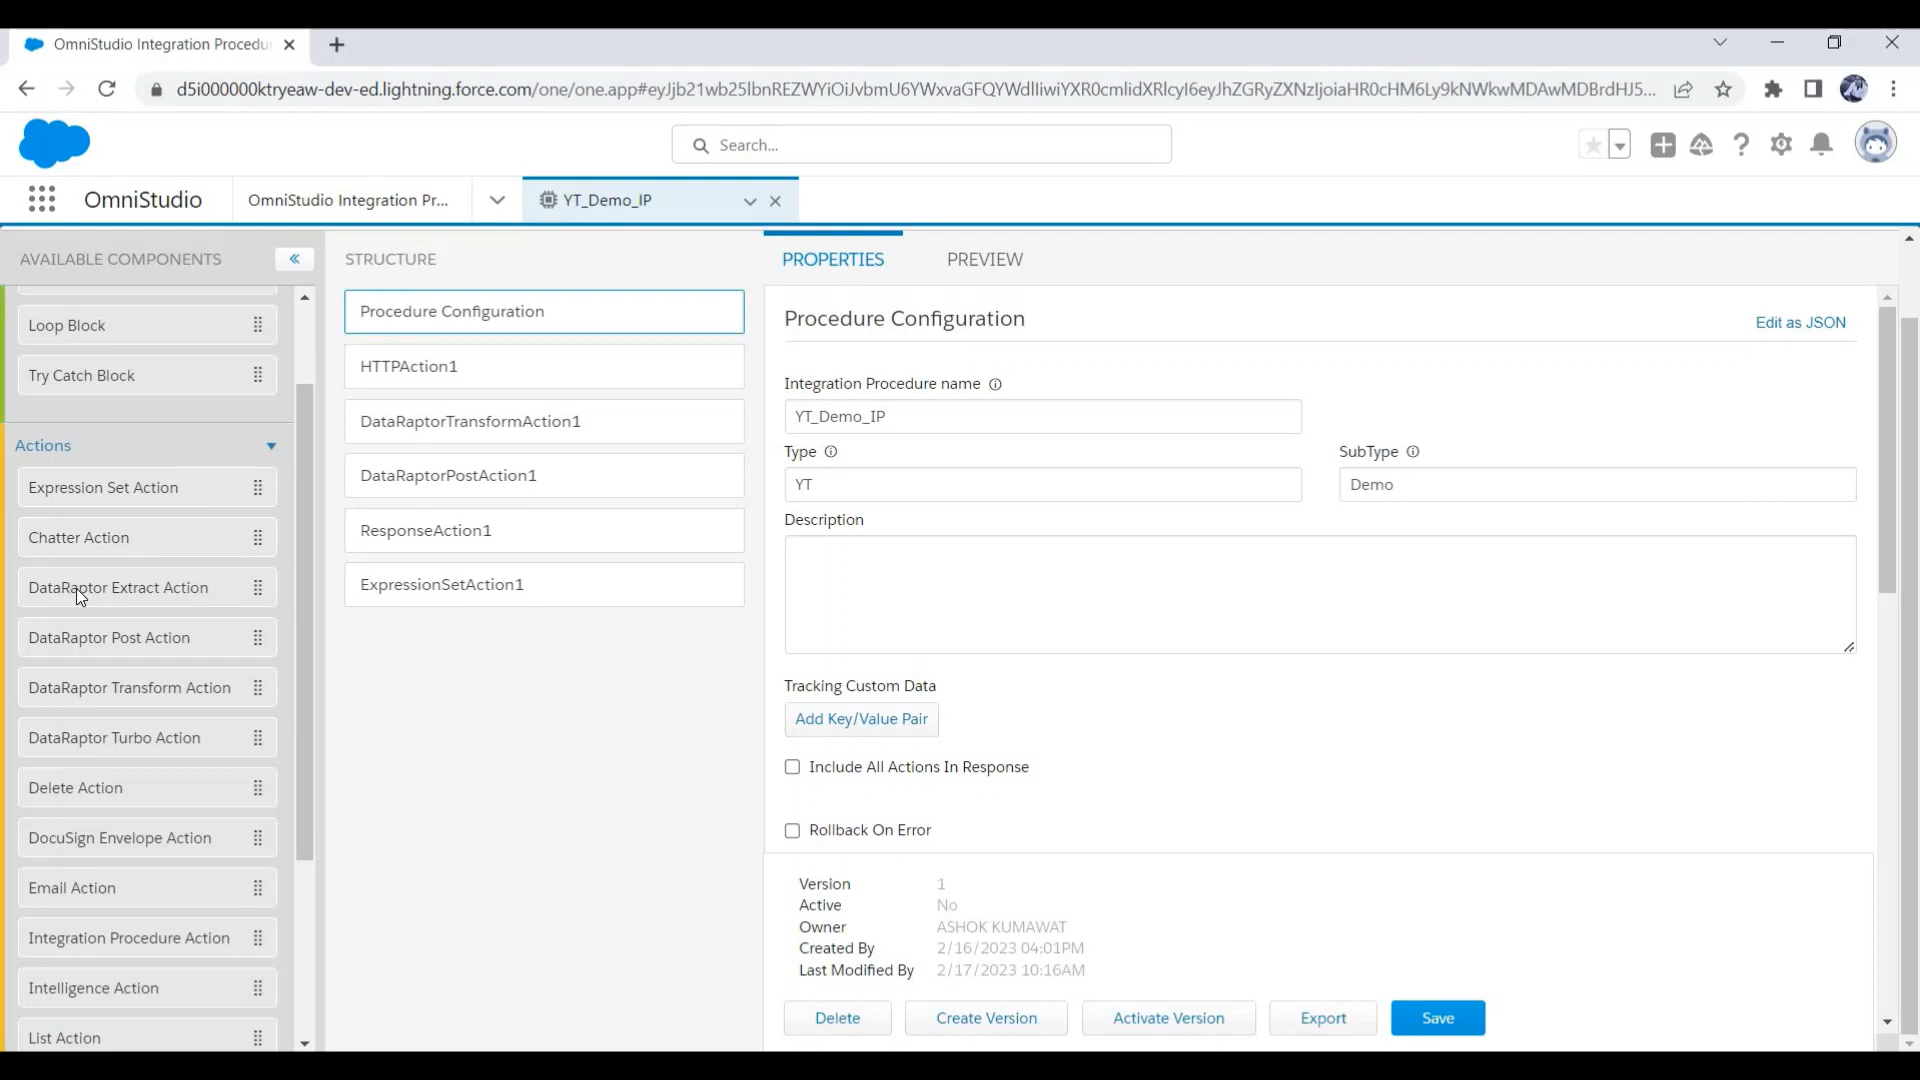 OmniStudio Integration Procedu
d5i000000ktryeaw-dev-ed.lightning.force.com/one/one.app#eyJjb21wb25lbnREZWYiOiJvbmU6YWxvaGFQYWdlIiwiYXR0cmlidXRlcyI6eyJhZGRyZXNzIjoiaHR0cHM6Ly9kNWkwMDAwMDBrdHJ5...
Search...
OmniStudio
OmniStudio Integration Pr...
YT_Demo_IP
AVAILABLE COMPONENTS
Loop Block
Try Catch Block
Actions
Expression Set Action
Chatter Action
DataRaptor Extract Action
DataRaptor Post Action
DataRaptor Transform Action
DataRaptor Turbo Action
Delete Action
DocuSign Envelope Action
Email Action
Integration Procedure Action
Intelligence Action
List Action
STRUCTURE
Procedure Configuration
HTTPAction1
DataRaptorTransformAction1
DataRaptorPostAction1
ResponseAction1
ExpressionSetAction1
PROPERTIES
PREVIEW
Procedure Configuration
Edit as JSON
Integration Procedure name
YT_Demo_IP
Type
YT
SubType
Demo
Description
Tracking Custom Data
Add Key/Value Pair
Include All Actions In Response
Rollback On Error
Version 1
Active No
Owner ASHOK KUMAWAT
Created By 2/16/2023 04:01PM
Last Modified By 2/17/2023 10:16AM
Delete
Create Version
Activate Version
Export
Save